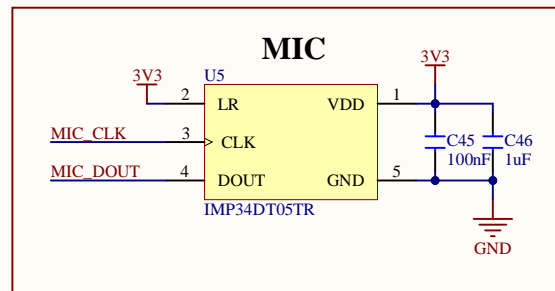 MIC
3V3
U5
3V3
2
LR
VDD
1
MIC_CLK
3
CLK
C45
100nF
C46
1uF
MIC_DOUT
4
DOUT
GND
5
IMP34DT05TR
GND